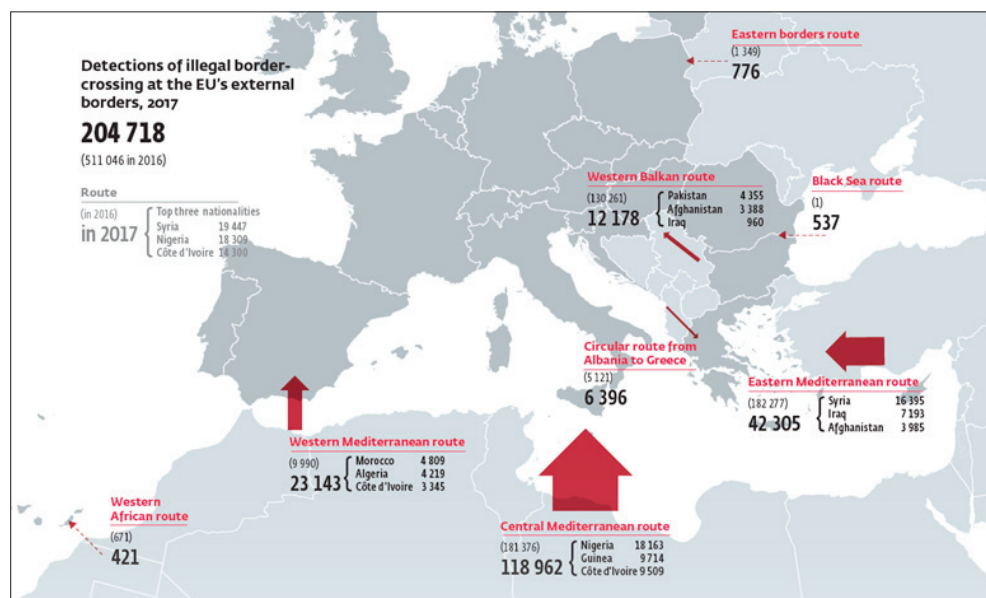 Detections of illegal border-
crossing at the EU's external
borders, 2017
204 718
(511 046 in 2016)
Route
(in 2016)
in 2017
Top three nationalities
Syria 19 447
Nigeria 18 309
Côte d'Ivoire 14 300
Eastern borders route
(1 349)
776
Western Balkan route
(130 261)
12 178
Pakistan 4 355
Afghanistan 3 388
Iraq 960
Black Sea route
(1)
537
Circular route from
Albania to Greece
(5 121)
6 396
Eastern Mediterranean route
(182 277)
42 305
Syria 16 395
Iraq 7 193
Afghanistan 3 985
Western Mediterranean route
(9 990)
23 143
Morocco 4 809
Algeria 4 219
Côte d'Ivoire 3 345
Western
African route
(671)
421
Central Mediterranean route
(181 376)
118 962
Nigeria 18 163
Guinea 9 714
Côte d'Ivoire 9 509